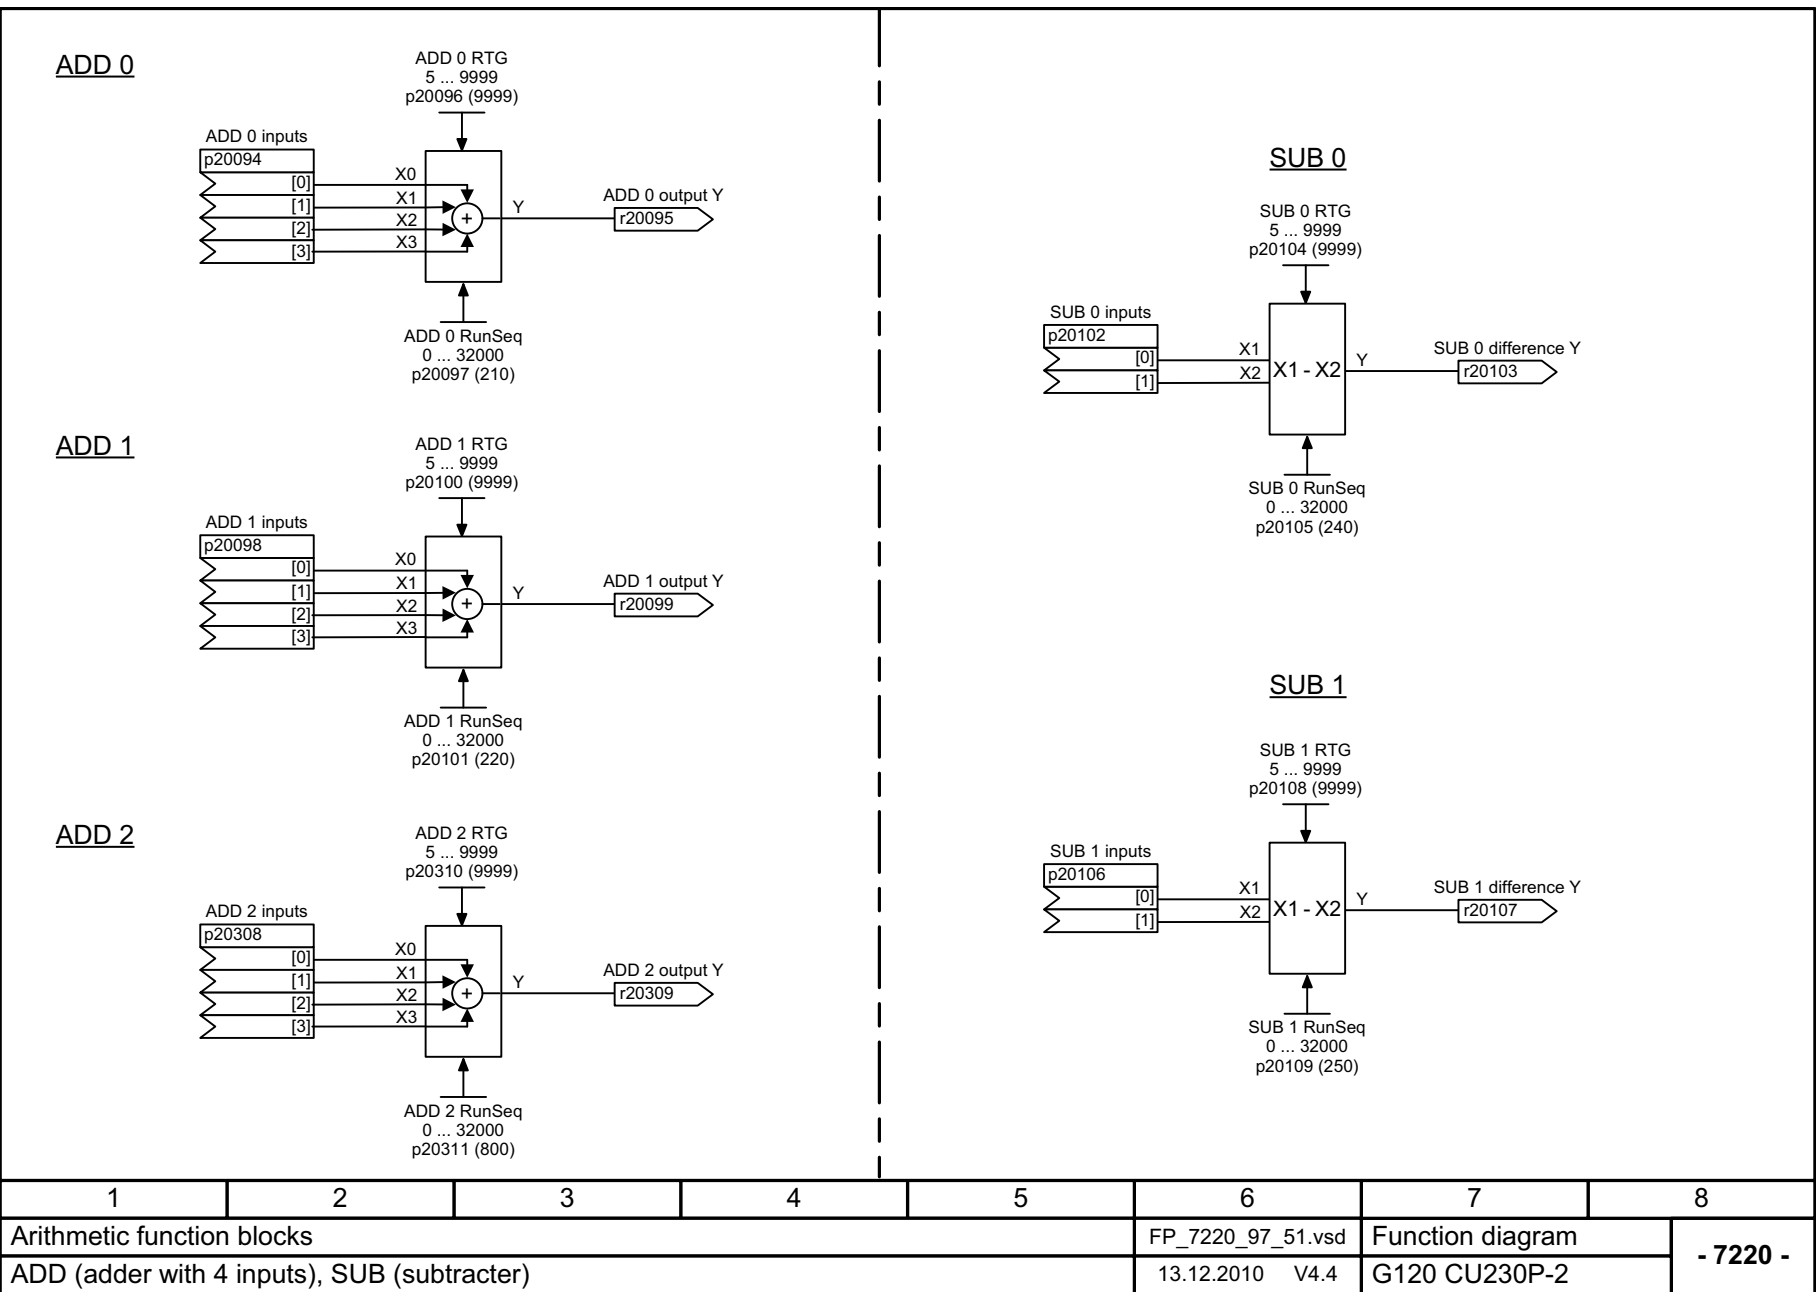 ADD 0
ADD 0 RTG
5 ... 9999
p20096 (9999)
ADD 0 inputs
p20094
[0]
[1]
[2]
[3]
X0
X1
X2
X3
+
Y
ADD 0 output Y
r20095
ADD 0 RunSeq
0 ... 32000
p20097 (210)
ADD 1
ADD 1 RTG
5 ... 9999
p20100 (9999)
ADD 1 inputs
p20098
[0]
[1]
[2]
[3]
X0
X1
X2
X3
+
Y
ADD 1 output Y
r20099
ADD 1 RunSeq
0 ... 32000
p20101 (220)
ADD 2
ADD 2 RTG
5 ... 9999
p20310 (9999)
ADD 2 inputs
p20308
[0]
[1]
[2]
[3]
X0
X1
X2
X3
+
Y
ADD 2 output Y
r20309
ADD 2 RunSeq
0 ... 32000
p20311 (800)
SUB 0
SUB 0 RTG
5 ... 9999
p20104 (9999)
SUB 0 inputs
p20102
[0]
[1]
X1
X2
X1 - X2
Y
SUB 0 difference Y
r20103
SUB 0 RunSeq
0 ... 32000
p20105 (240)
SUB 1
SUB 1 RTG
5 ... 9999
p20108 (9999)
SUB 1 inputs
p20106
[0]
[1]
X1
X2
X1 - X2
Y
SUB 1 difference Y
r20107
SUB 1 RunSeq
0 ... 32000
p20109 (250)
1 2 3 4 5 6 7 8
Arithmetic function blocks
FP_7220_97_51.vsd
Function diagram
- 7220 -
ADD (adder with 4 inputs), SUB (subtracter)
13.12.2010 V4.4
G120 CU230P-2